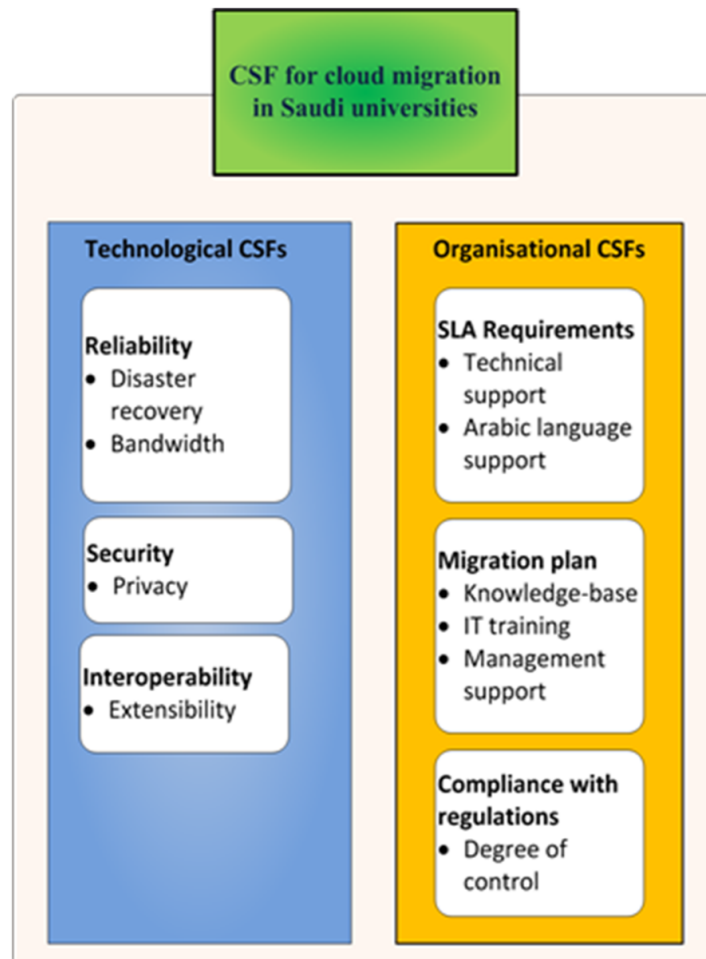 CSF for cloud migration
in Saudi universities
Technological CSFs
Reliability
• Disaster
recovery
• Bandwidth
Security
• Privacy
Interoperability
• Extensibility
Organisational CSFs
SLA Requirements
• Technical
support
• Arabic language
support
Migration plan
• Knowledge-base
• IT training
• Management
support
Compliance with
regulations
• Degree of
control